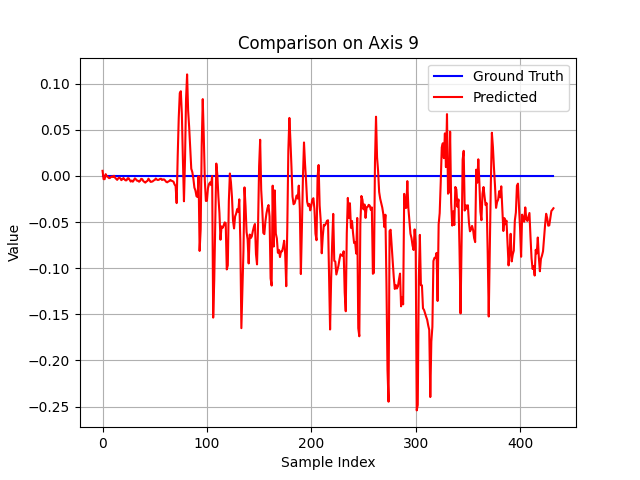 Comparison on Axis 9
Ground Truth
Predicted
0.10
0.05
0.00
−0.05
−0.10
−0.15
−0.20
−0.25
Value
0
100
200
300
400
Sample Index